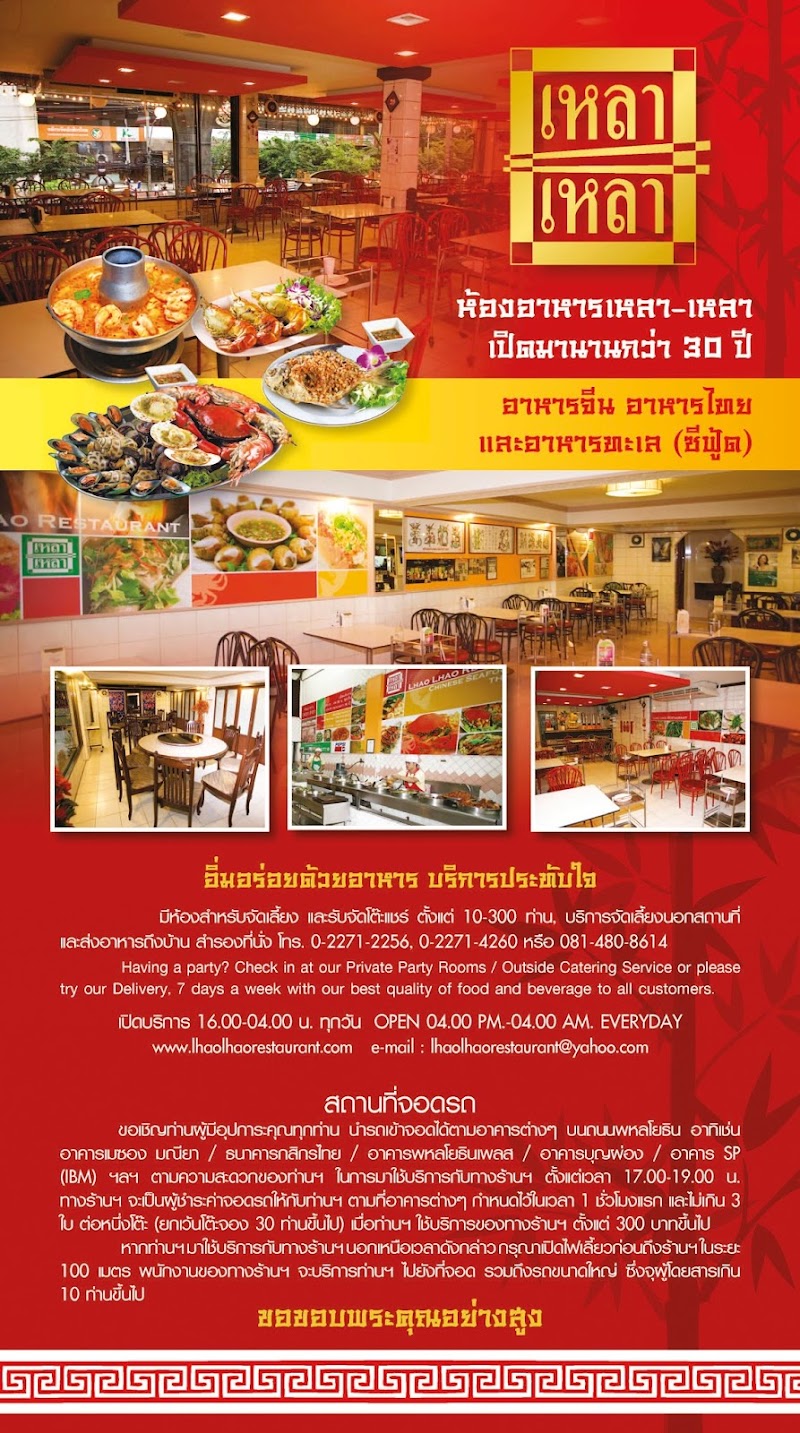 เหลา
เหลา
ห้องอาหารเหลา-เหลา
เปิดมานานกว่า 30 ปี
อาหารจีน อาหารไทย
และอาหารทะเล (ซีฟู้ด)
AO RESTAURANT
เหลา
เหลา
LHAO LHAO RE
CHINESE SEAFO
อิ่มอร่อยด้วยอาหาร บริการประทับใจ
มีห้องสำหรับจัดเลี้ยง และรับจัดโต๊ะแชร์ ตั้งแต่ 10-300 ท่าน, บริการจัดเลี้ยงนอกสถานที่
และส่งอาหารถึงบ้าน สำรองที่นั่ง โทร. 0-2271-2256, 0-2271-4260 หรือ 081-480-8614
Having a party? Check in at our Private Party Rooms / Outside Catering Service or please
try our Delivery, 7 days a week with our best quality of food and beverage to all customers.
เปิดบริการ 16.00-04.00 น. ทุกวัน OPEN 04.00 PM.-04.00 AM. EVERYDAY
www.lhaolhaorestaurant.com e-mail : lhaolhaorestaurant@yahoo.com
สถานที่จอดรถ
ขอเชิญท่านผู้มีอุปการะคุณทุกท่าน นำรถเข้าจอดได้ตามอาคารต่างๆ บนถนนพหลโยธิน อาทิเช่น
อาคารเมซอง มณียา / ธนาคารกสิกรไทย / อาคารพหลโยธินเพลส / อาคารบุญผ่อง / อาคาร SP
(IBM) ฯลฯ ตามความสะดวกของท่านฯ ในการมาใช้บริการกับทางร้านฯ ตั้งแต่เวลา 17.00-19.00 น.
ทางร้านฯ จะเป็นผู้ชำระค่าจอดรถให้กับท่านฯ ตามที่อาคารต่างๆ กำหนดไว้ในเวลา 1 ชั่วโมงแรก และไม่เกิน 3
ใบ ต่อหนึ่งโต๊ะ (ยกเว้นโต๊ะจอง 30 ท่านขึ้นไป) เมื่อท่านฯ ใช้บริการของทางร้านฯ ตั้งแต่ 300 บาทขึ้นไป
หากท่านฯ มาใช้บริการกับทางร้านฯ นอกเหนือเวลาดังกล่าว กรุณาเปิดไฟเลี้ยวก่อนถึงร้านฯ ในระยะ
100 เมตร พนักงานของทางร้านฯ จะบริการท่านฯ ไปยังที่จอด รวมถึงรถขนาดใหญ่ ซึ่งจุผู้โดยสารเกิน
10 ท่านขึ้นไป
ขอขอบพระคุณอย่างสูง